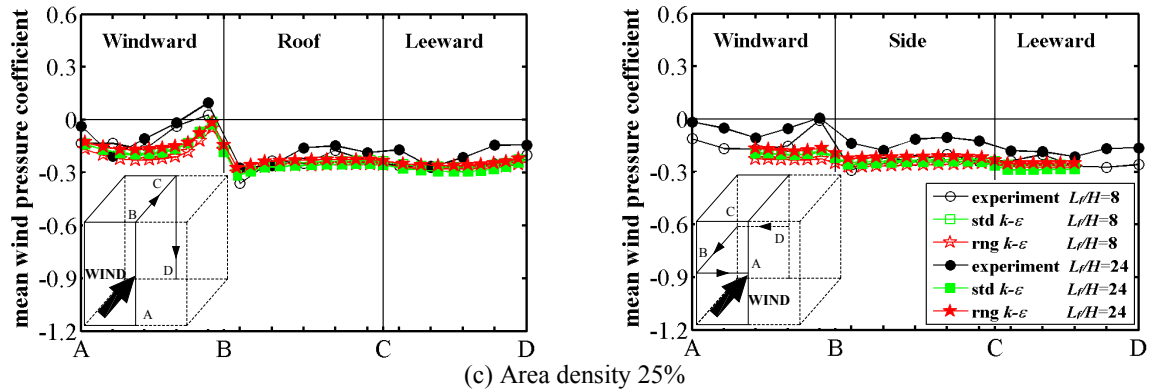 mean wind pressure coefficient
0.6
0.3
0
-0.3
-0.6
-0.9
-1.2
Windward
Roof
Leeward
C
B
D
WIND
A
A
B
C
D
mean wind pressure coefficient
0.6
0.3
0
-0.3
-0.6
-0.9
-1.2
Windward
Side
Leeward
C
D
B
A
WIND
experiment Lf/H=8
std k-ε Lf/H=8
rng k-ε Lf/H=8
experiment Lf/H=24
std k-ε Lf/H=24
rng k-ε Lf/H=24
A
B
C
D
(c) Area density 25%